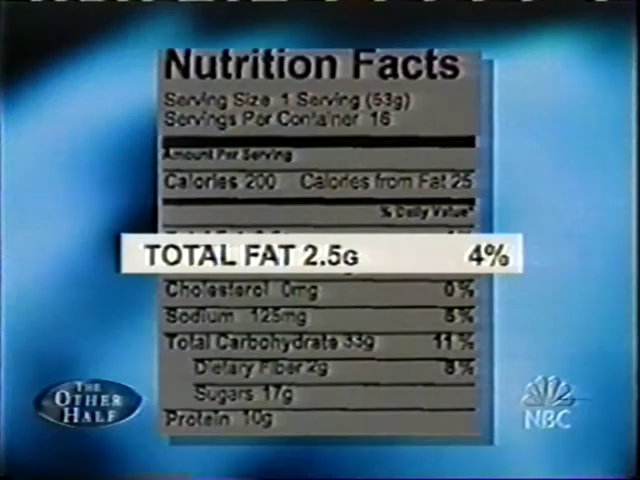 Nutrition Facts
Serving Size 1 Serving (53g)
Servings Per Container 16
Amount Per Serving
Calories 200 Calories from Fat 25
% Daily Value*
TOTAL FAT 2.5G 4%
Cholesterol 0mg 0%
Sodium 125mg 5%
Total Carbohydrate 33g 11%
Dietary Fiber 2g 8%
Sugars 17g
Protein 10g
THE
OTHER
HALF
NBC